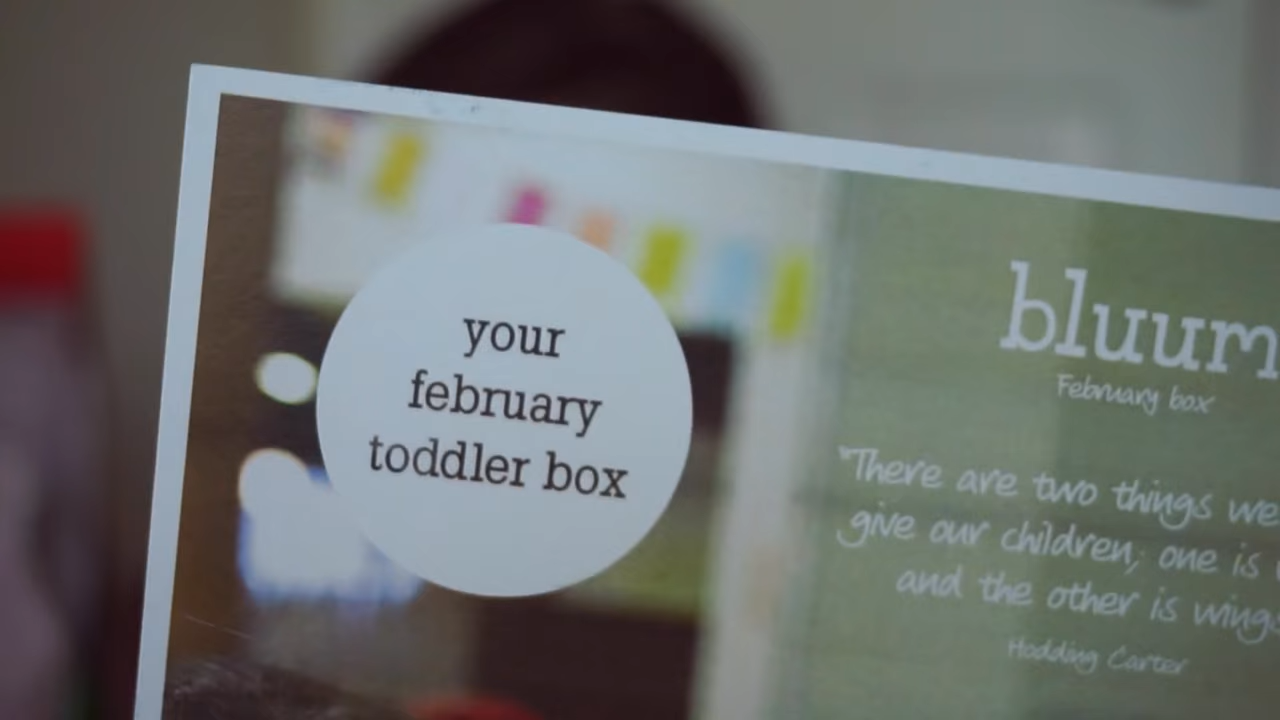 your
february
toddler box
bluum
February box
"There are two things we
give our children; one is
and the other is wings
Hodding Carter